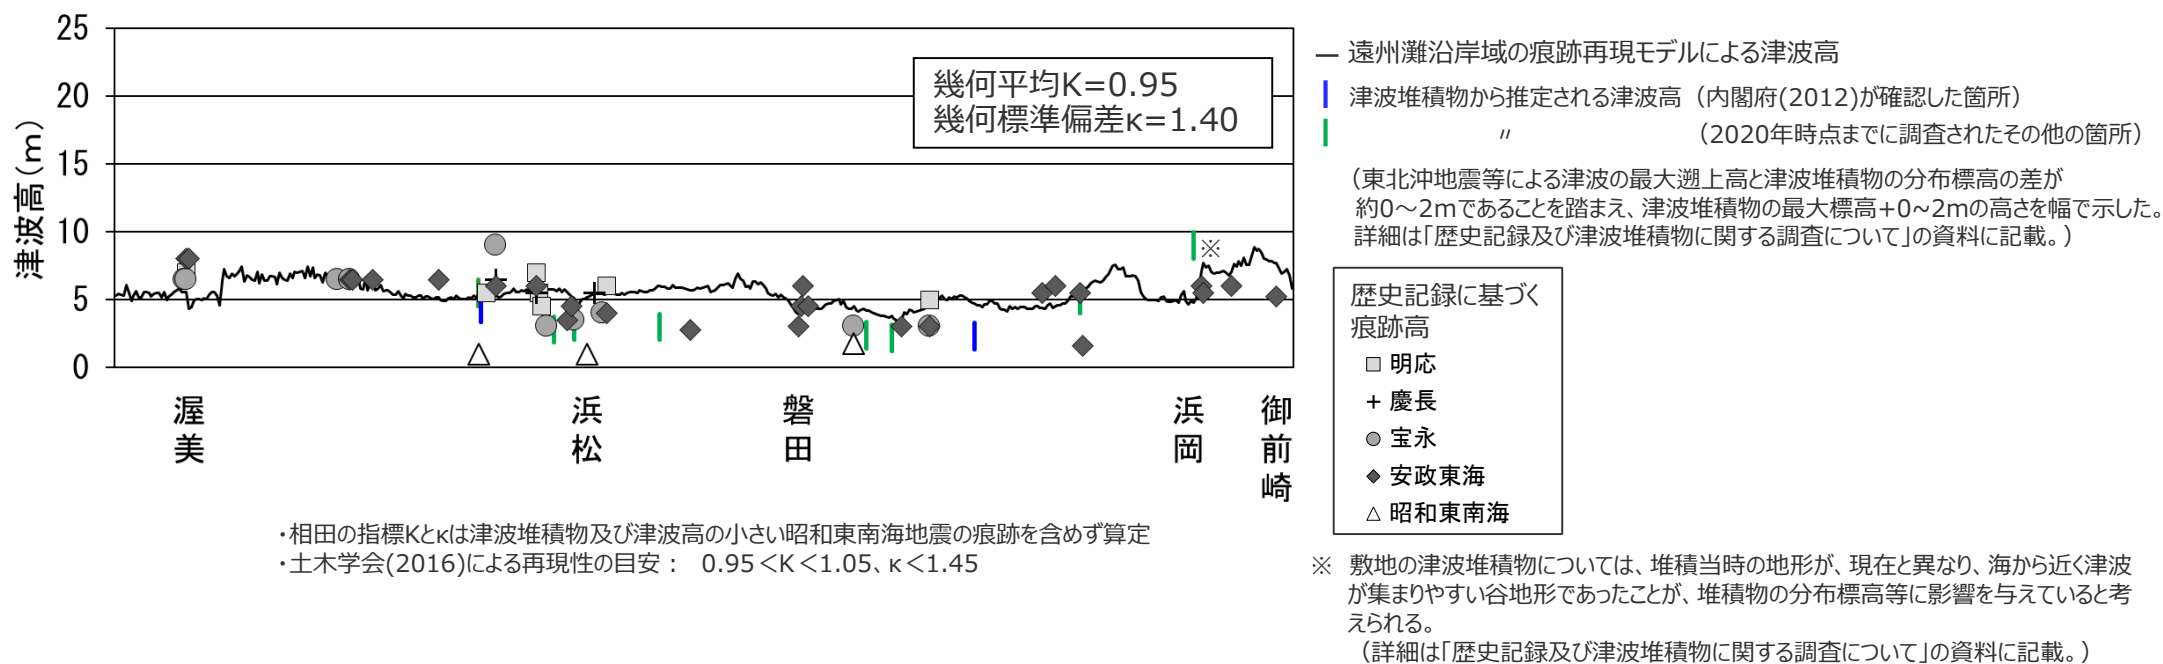 津波高（m）
25
20
15
10
5
0
幾何平均K=0.95
幾何標準偏差κ=1.40
渥美
浜松
磐田
浜岡
御前崎
・相田の指標Kとκは津波堆積物及び津波高の小さい昭和東南海地震の痕跡を含めず算定
・土木学会(2016)による再現性の目安： 0.95＜K＜1.05、κ＜1.45
遠州灘沿岸域の痕跡再現モデルによる津波高
津波堆積物から推定される津波高（内閣府(2012)が確認した箇所）
〃 （2020年時点までに調査されたその他の箇所）
（東北沖地震等による津波の最大遡上高と津波堆積物の分布標高の差が
約0～2mであることを踏まえ、津波堆積物の最大標高+0~2mの高さを幅で示した。
詳細は「歴史記録及び津波堆積物に関する調査について」の資料に記載。）
※
歴史記録に基づく
痕跡高
明応
慶長
宝永
安政東海
昭和東南海
※ 敷地の津波堆積物については、堆積当時の地形が、現在と異なり、海から近く津波
が集まりやすい谷地形であったことが、堆積物の分布標高等に影響を与えていると考
えられる。
（詳細は「歴史記録及び津波堆積物に関する調査について」の資料に記載。）